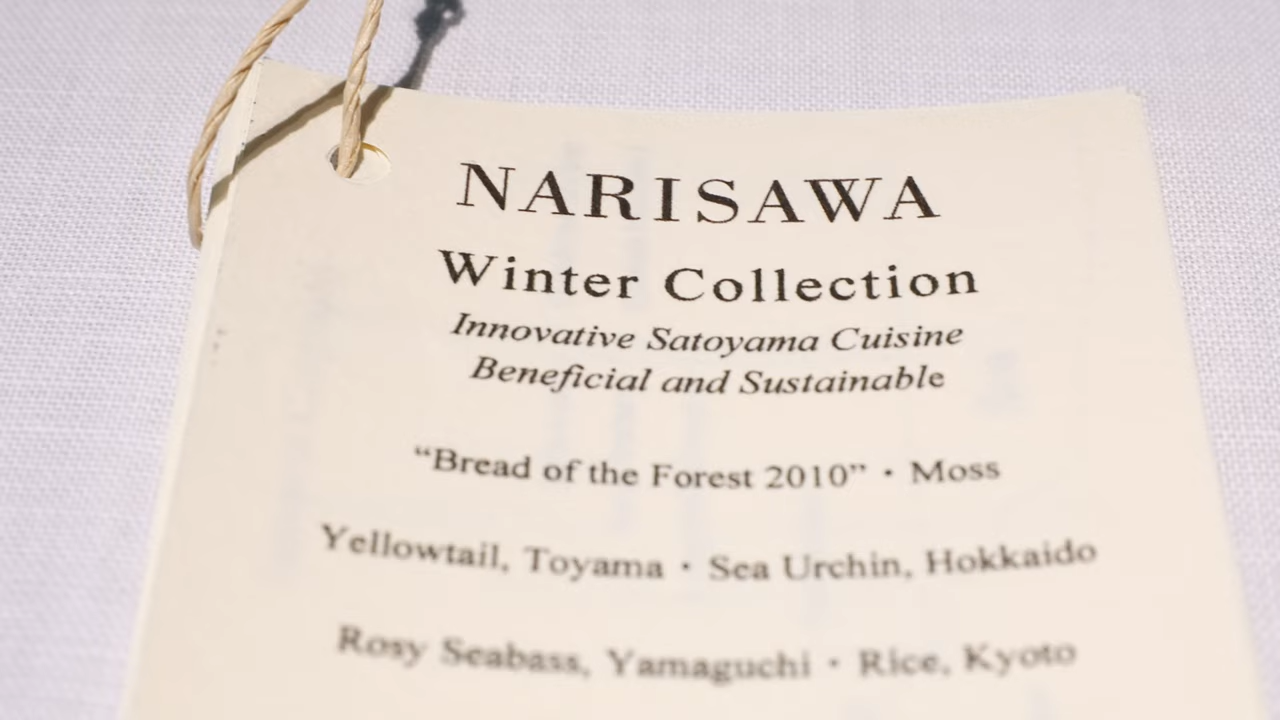 NARISAWA
Winter Collection
Innovative Satoyama Cuisine
Beneficial and Sustainable
“Bread of the Forest 2010” · Moss
Yellowtail, Toyama · Sea Urchin, Hokkaido
Rosy Seabass, Yamaguchi · Rice, Kyoto